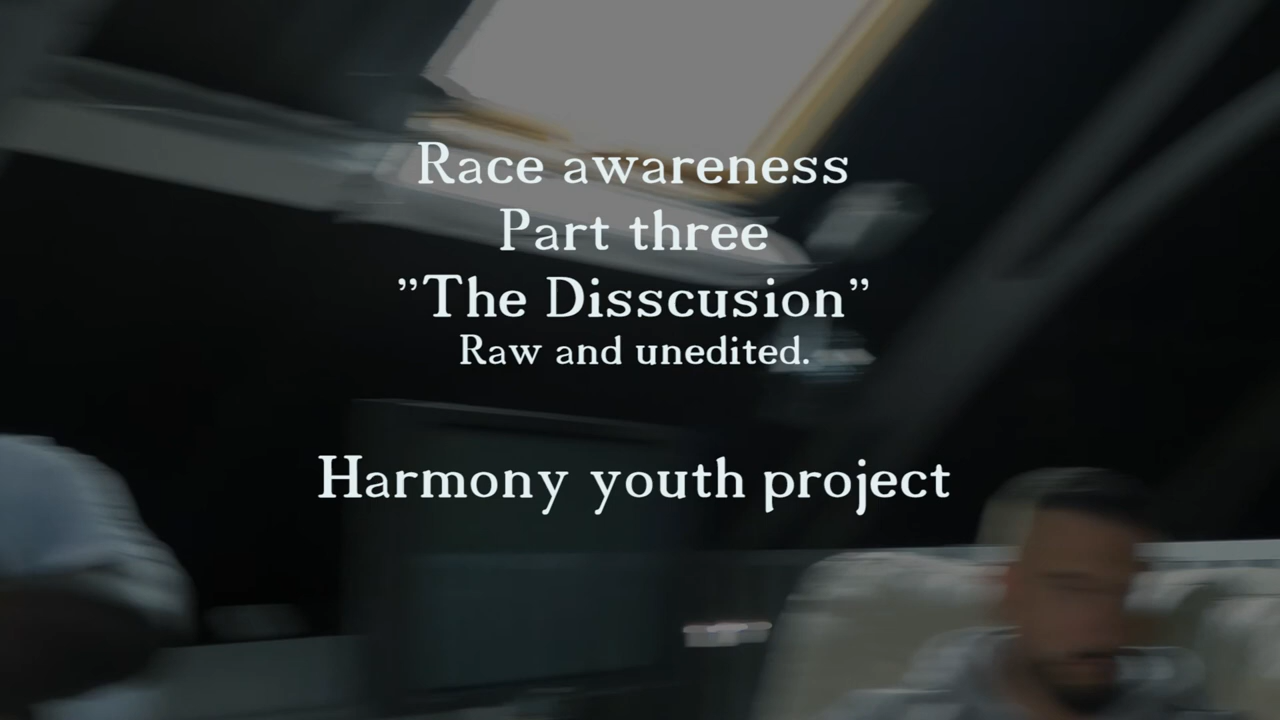 Race awareness
Part three
”The Disscusion”
Raw and unedited.
Harmony youth project